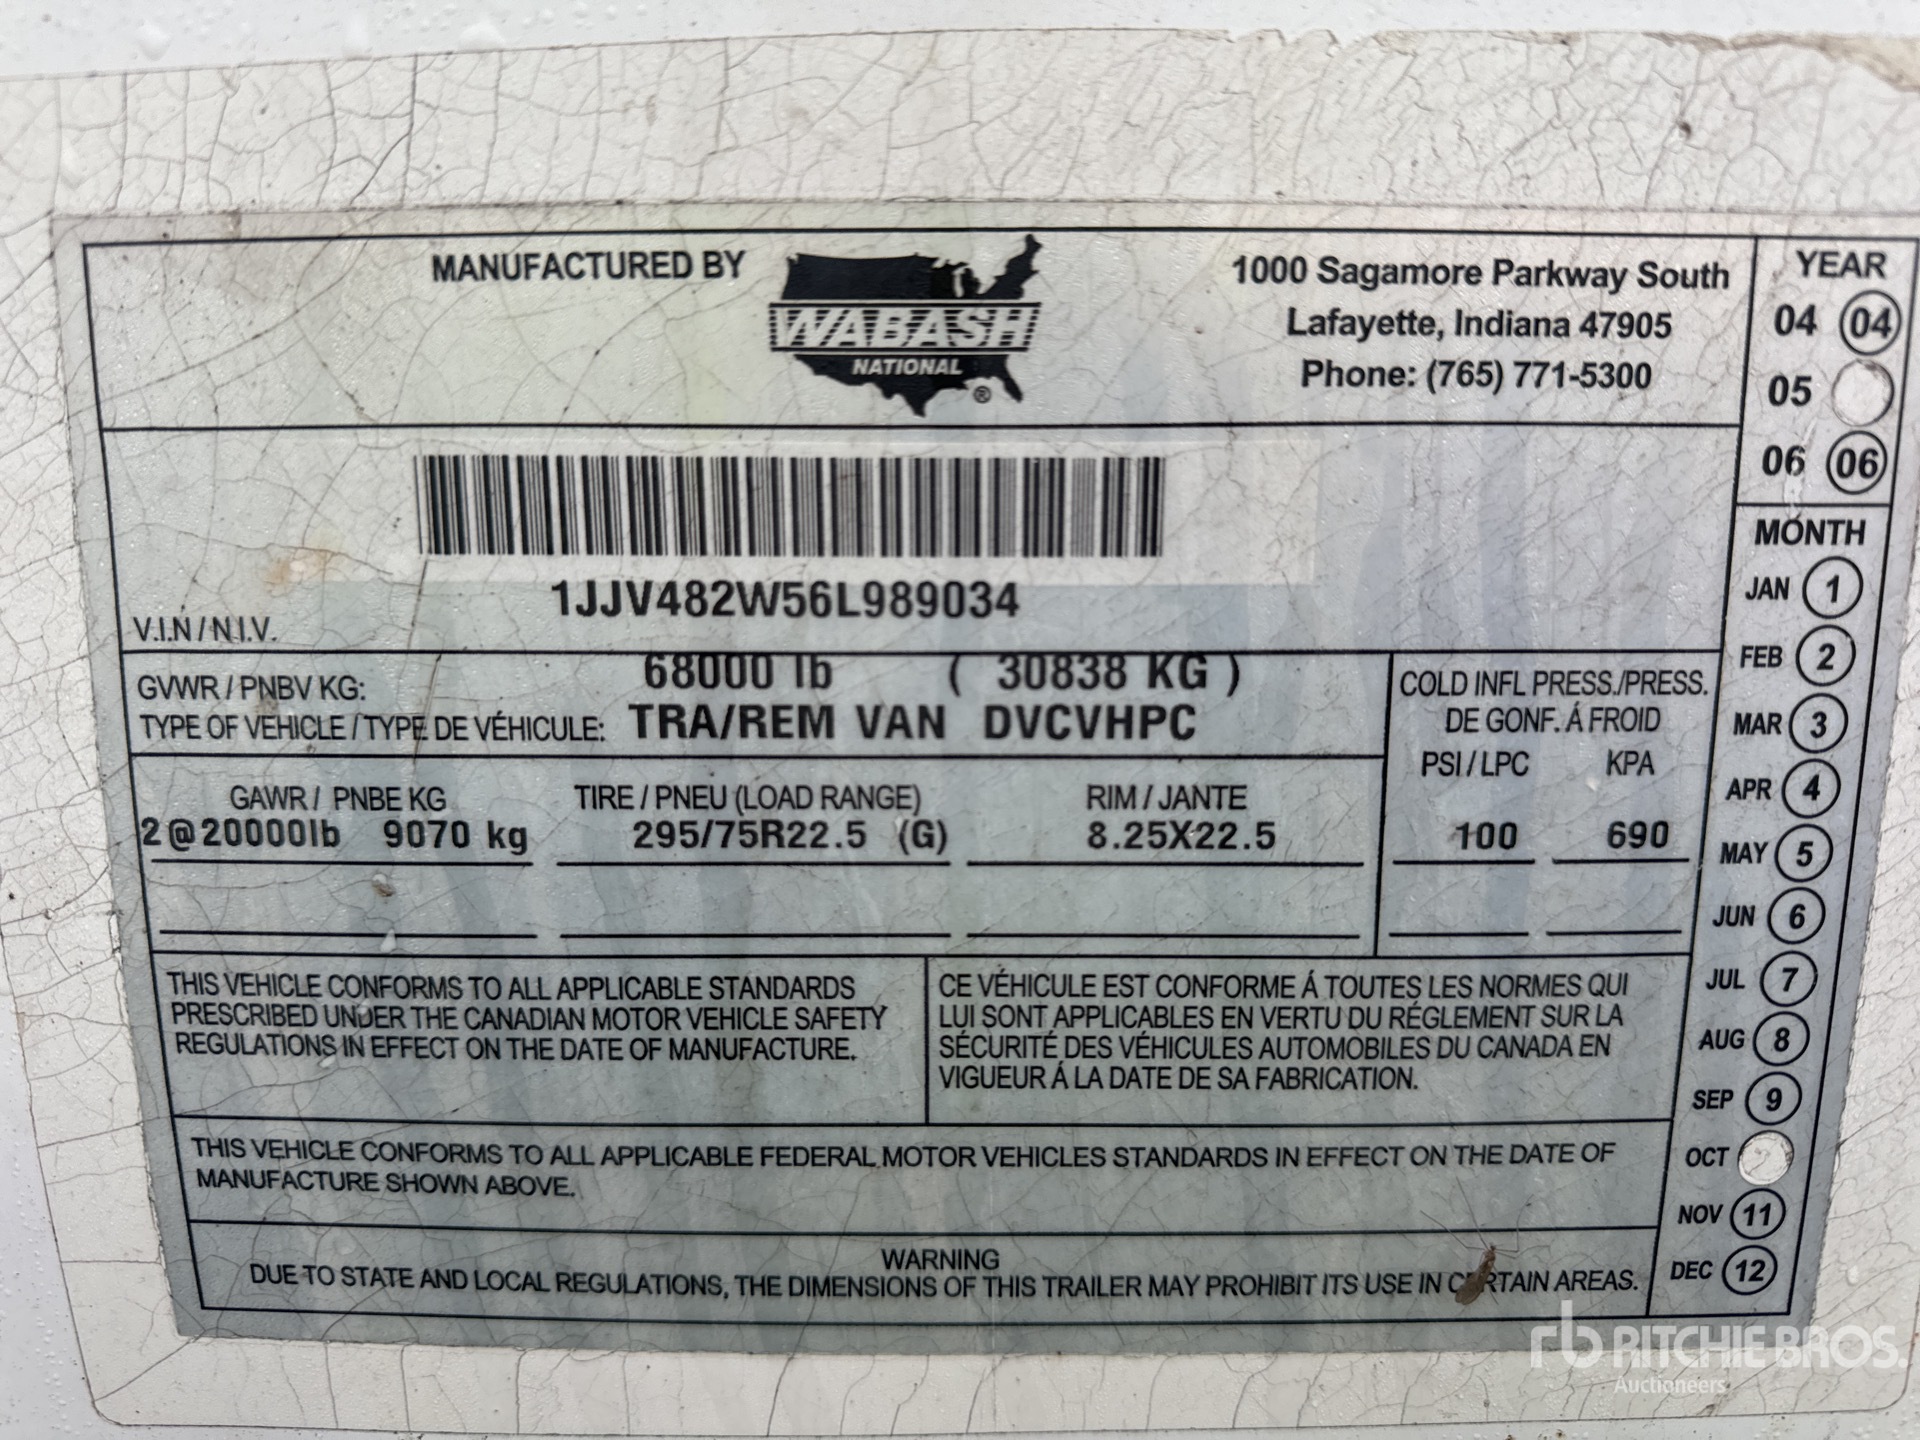 MANUFACTURED BY
WABASH
NATIONAL
®
1000 Sagamore Parkway South
Lafayette, Indiana 47905
Phone: (765) 771-5300
YEAR
04 04
05
06 06
1JJV482W56L989034
V.I.N / N.I.V.
GVWR / PNBV KG: 68000 lb ( 30838 KG )
TYPE OF VEHICLE / TYPE DE VÉHICULE: TRA/REM VAN DVCVHPC
COLD INFL PRESS./PRESS.
DE GONF. Á FROID
PSI / LPC KPA
GAWR / PNBE KG TIRE / PNEU (LOAD RANGE) RIM / JANTE
2@20000lb 9070 kg 295/75R22.5 (G) 8.25X22.5 100 690
THIS VEHICLE CONFORMS TO ALL APPLICABLE STANDARDS
PRESCRIBED UNDER THE CANADIAN MOTOR VEHICLE SAFETY
REGULATIONS IN EFFECT ON THE DATE OF MANUFACTURE.
CE VÉHICULE EST CONFORME Á TOUTES LES NORMES QUI
LUI SONT APPLICABLES EN VERTU DU RÉGLEMENT SUR LA
SÉCURITÉ DES VÉHICULES AUTOMOBILES DU CANADA EN
VIGUEUR Á LA DATE DE SA FABRICATION.
THIS VEHICLE CONFORMS TO ALL APPLICABLE FEDERAL MOTOR VEHICLES STANDARDS IN EFFECT ON THE DATE OF
MANUFACTURE SHOWN ABOVE.
WARNING
DUE TO STATE AND LOCAL REGULATIONS, THE DIMENSIONS OF THIS TRAILER MAY PROHIBIT ITS USE IN CERTAIN AREAS.
MONTH
JAN 1
FEB 2
MAR 3
APR 4
MAY 5
JUN 6
JUL 7
AUG 8
SEP 9
OCT
NOV 11
DEC 12
rb RITCHIE BROS.
Auctioneers